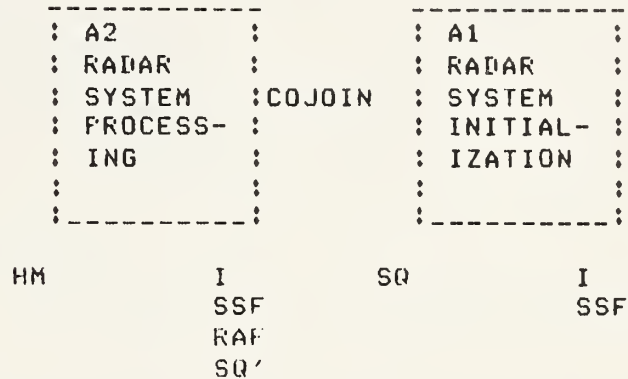 A2 A1
RADAR RADAR
SYSTEM COJOIN SYSTEM
PROCESS- INITIAL-
ING IZATION
HM I SQ I
SSF SSF
RAF
SQ'